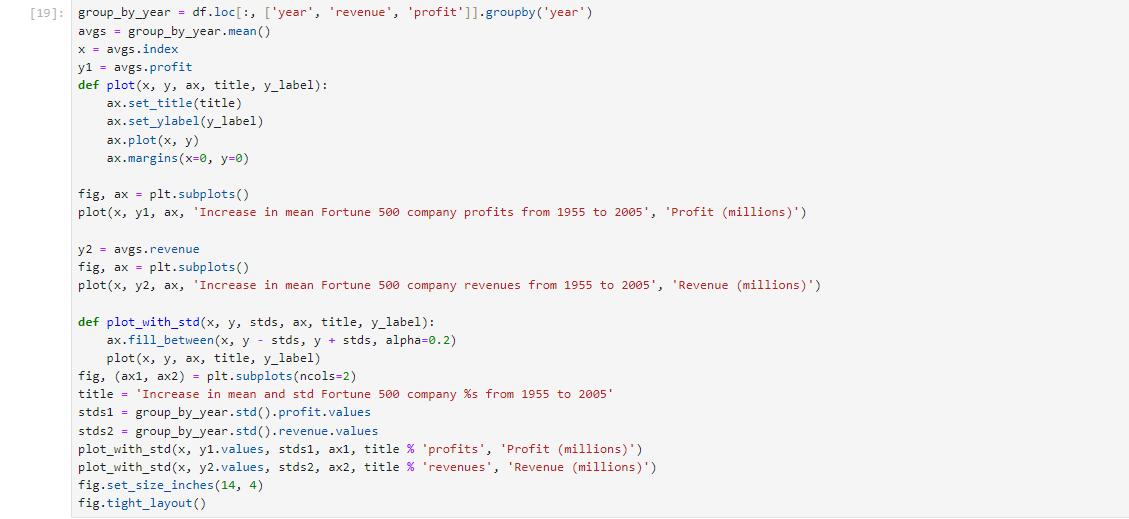 [19]: group_by_year = df.loc[:, ['year', 'revenue', 'profit']].groupby('year')
avgs = group_by_year.mean()
x = avgs.index
y1 = avgs.profit
def plot(x, y, ax, title, y_label):
    ax.set_title(title)
    ax.set_ylabel(y_label)
    ax.plot(x, y)
    ax.margins(x=0, y=0)

fig, ax = plt.subplots()
plot(x, y1, ax, 'Increase in mean Fortune 500 company profits from 1955 to 2005', 'Profit (millions)')

y2 = avgs.revenue
fig, ax = plt.subplots()
plot(x, y2, ax, 'Increase in mean Fortune 500 company revenues from 1955 to 2005', 'Revenue (millions)')

def plot_with_std(x, y, stds, ax, title, y_label):
    ax.fill_between(x, y - stds, y + stds, alpha=0.2)
    plot(x, y, ax, title, y_label)
fig, (ax1, ax2) = plt.subplots(ncols=2)
title = 'Increase in mean and std Fortune 500 company %s from 1955 to 2005'
stds1 = group_by_year.std().profit.values
stds2 = group_by_year.std().revenue.values
plot_with_std(x, y1.values, stds1, ax1, title % 'profits', 'Profit (millions)')
plot_with_std(x, y2.values, stds2, ax2, title % 'revenues', 'Revenue (millions)')
fig.set_size_inches(14, 4)
fig.tight_layout()